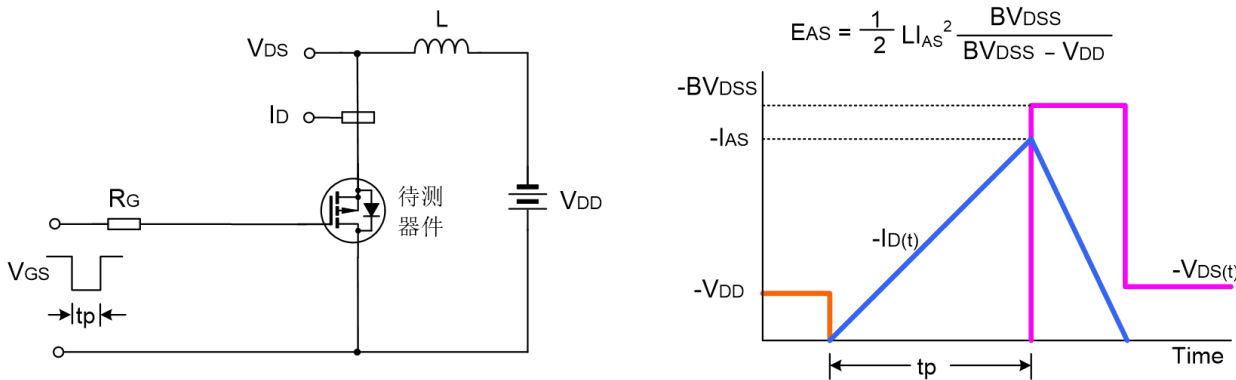 L
VDS
ID
RG
待测
器件
VDD
VGS
tp
EAS = 1/2 LIAS² BVDSS / (BVDSS – VDD)
-BVDSS
-IAS
-ID(t)
-VDD
-VDS(t)
Time
tp